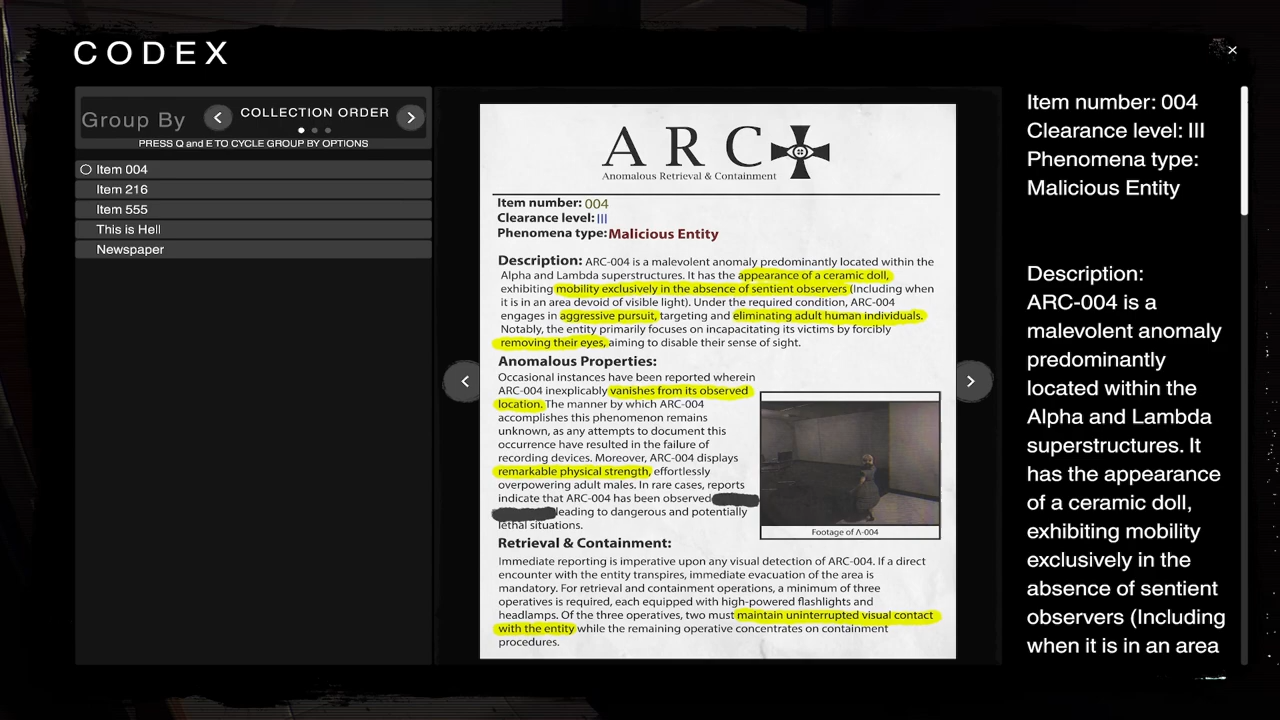 CODEX
×
Group By
COLLECTION ORDER
PRESS Q and E TO CYCLE GROUP BY OPTIONS
Item 004
Item 216
Item 555
This is Hell
Newspaper
ARC
Anomalous Retrieval & Containment
Item number: 004
Clearance level: III
Phenomena type: Malicious Entity
Description: ARC-004 is a malevolent anomaly predominantly located within the
Alpha and Lambda superstructures. It has the appearance of a ceramic doll,
exhibiting mobility exclusively in the absence of sentient observers (Including when
it is in an area devoid of visible light). Under the required condition, ARC-004
engages in aggressive pursuit, targeting and eliminating adult human individuals.
Notably, the entity primarily focuses on incapacitating its victims by forcibly
removing their eyes, aiming to disable their sense of sight.
Anomalous Properties:
Occasional instances have been reported wherein
ARC-004 inexplicably vanishes from its observed
location. The manner by which ARC-004
accomplishes this phenomenon remains
unknown, as any attempts to document this
occurrence have resulted in the failure of
recording devices. Moreover, ARC-004 displays
remarkable physical strength, effortlessly
overpowering adult males. In rare cases, reports
indicate that ARC-004 has been observed
leading to dangerous and potentially
lethal situations.
Footage of Λ-004
Retrieval & Containment:
Immediate reporting is imperative upon any visual detection of ARC-004. If a direct
encounter with the entity transpires, immediate evacuation of the area is
mandatory. For retrieval and containment operations, a minimum of three
operatives is required, each equipped with high-powered flashlights and
headlamps. Of the three operatives, two must maintain uninterrupted visual contact
with the entity while the remaining operative concentrates on containment
procedures.
Item number: 004
Clearance level: III
Phenomena type:
Malicious Entity
Description:
ARC-004 is a
malevolent anomaly
predominantly
located within the
Alpha and Lambda
superstructures. It
has the appearance
of a ceramic doll,
exhibiting mobility
exclusively in the
absence of sentient
observers (Including
when it is in an area